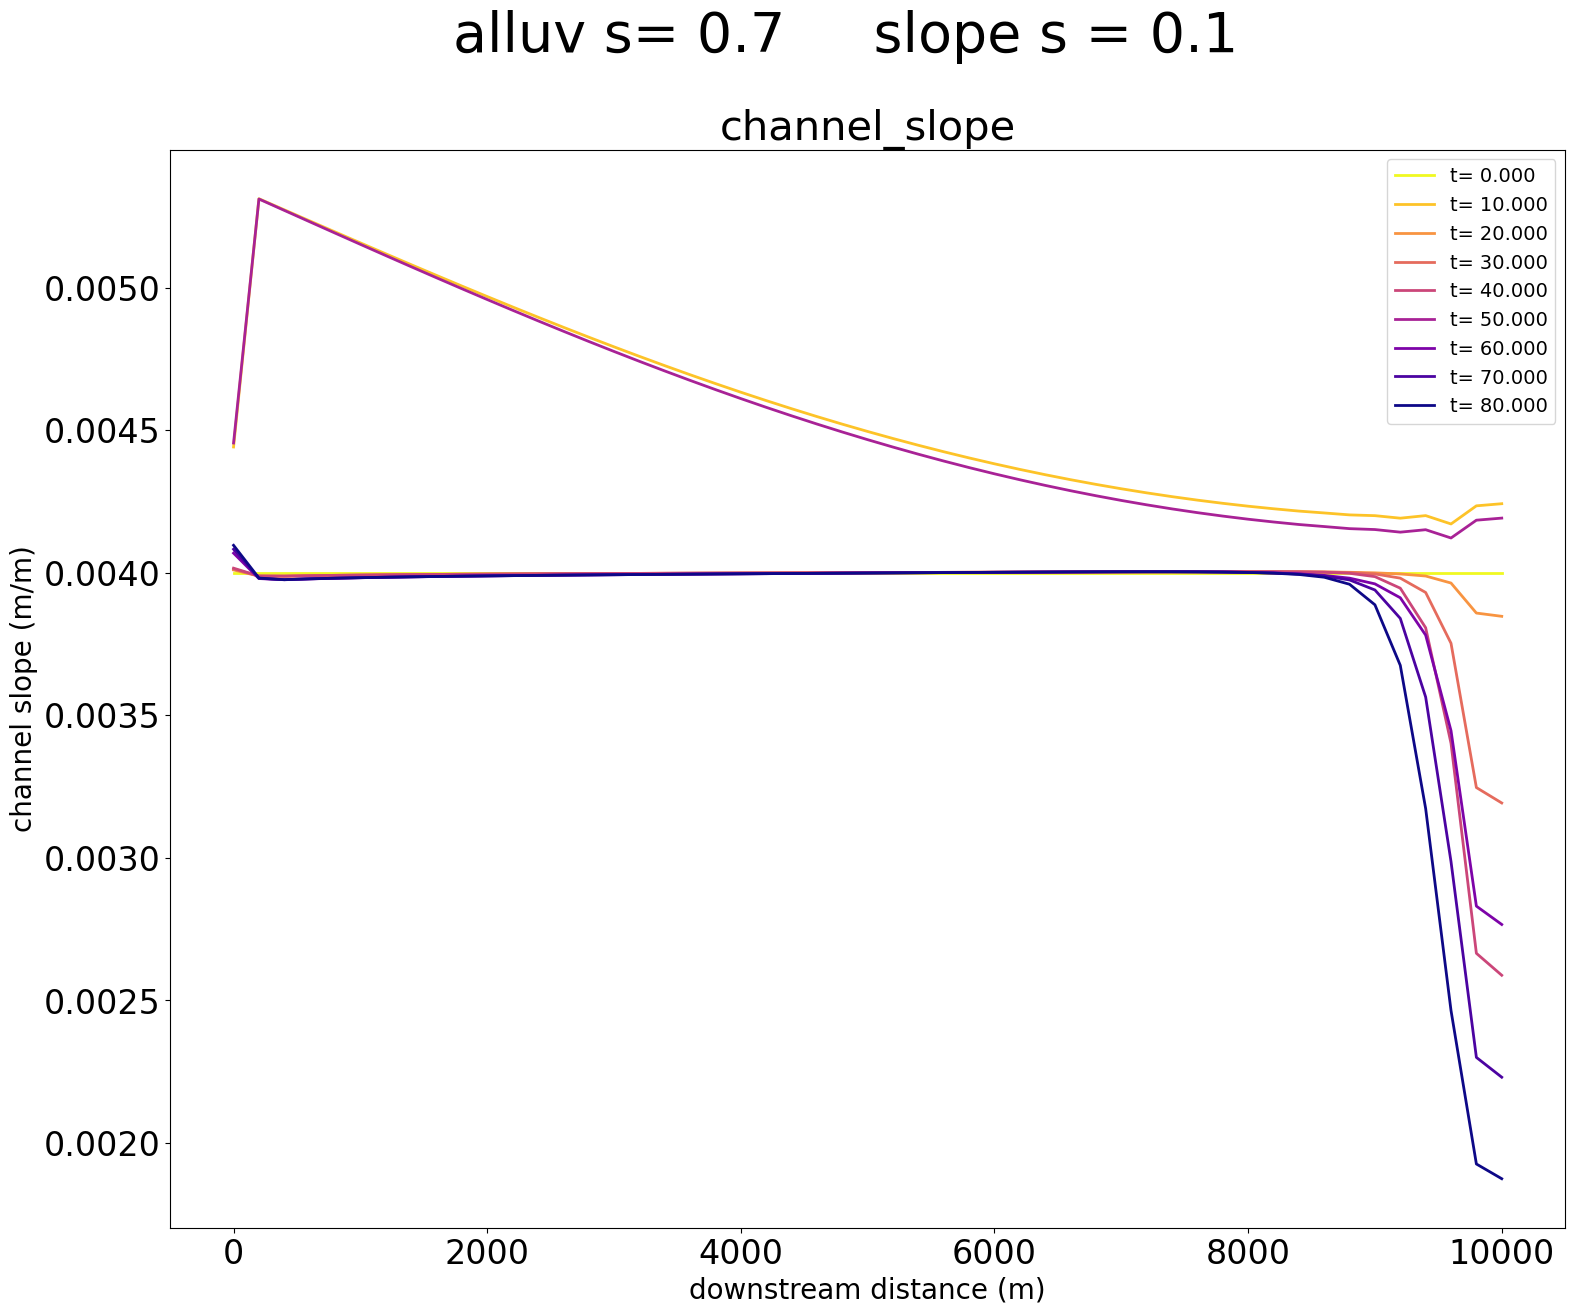 alluv s= 0.7 slope s = 0.1
channel_slope
t= 0.000
t= 10.000
t= 20.000
t= 30.000
t= 40.000
t= 50.000
t= 60.000
t= 70.000
t= 80.000
channel slope (m/m)
0.0050
0.0045
0.0040
0.0035
0.0030
0.0025
0.0020
0 2000 4000 6000 8000 10000
downstream distance (m)